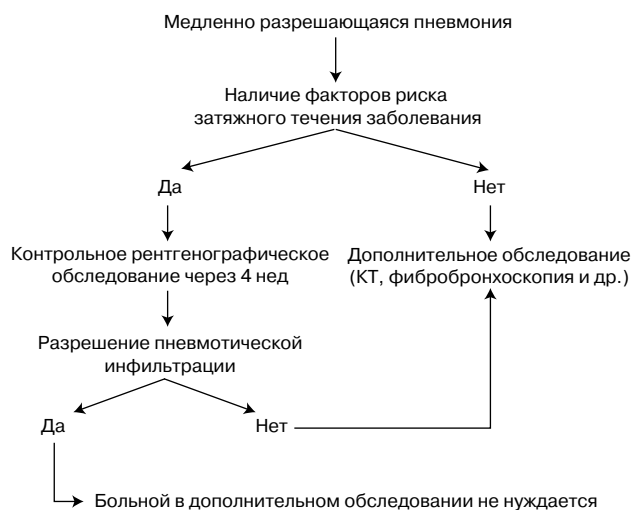 Медленно разрешающаяся пневмония
Наличие факторов риска
затяжного течения заболевания
Да
Нет
Контрольное рентгенографическое
обследование через 4 нед
Дополнительное обследование
(КТ, фибробронхоскопия и др.)
Разрешение пневмотической
инфильтрации
Да
Нет
Больной в дополнительном обследовании не нуждается